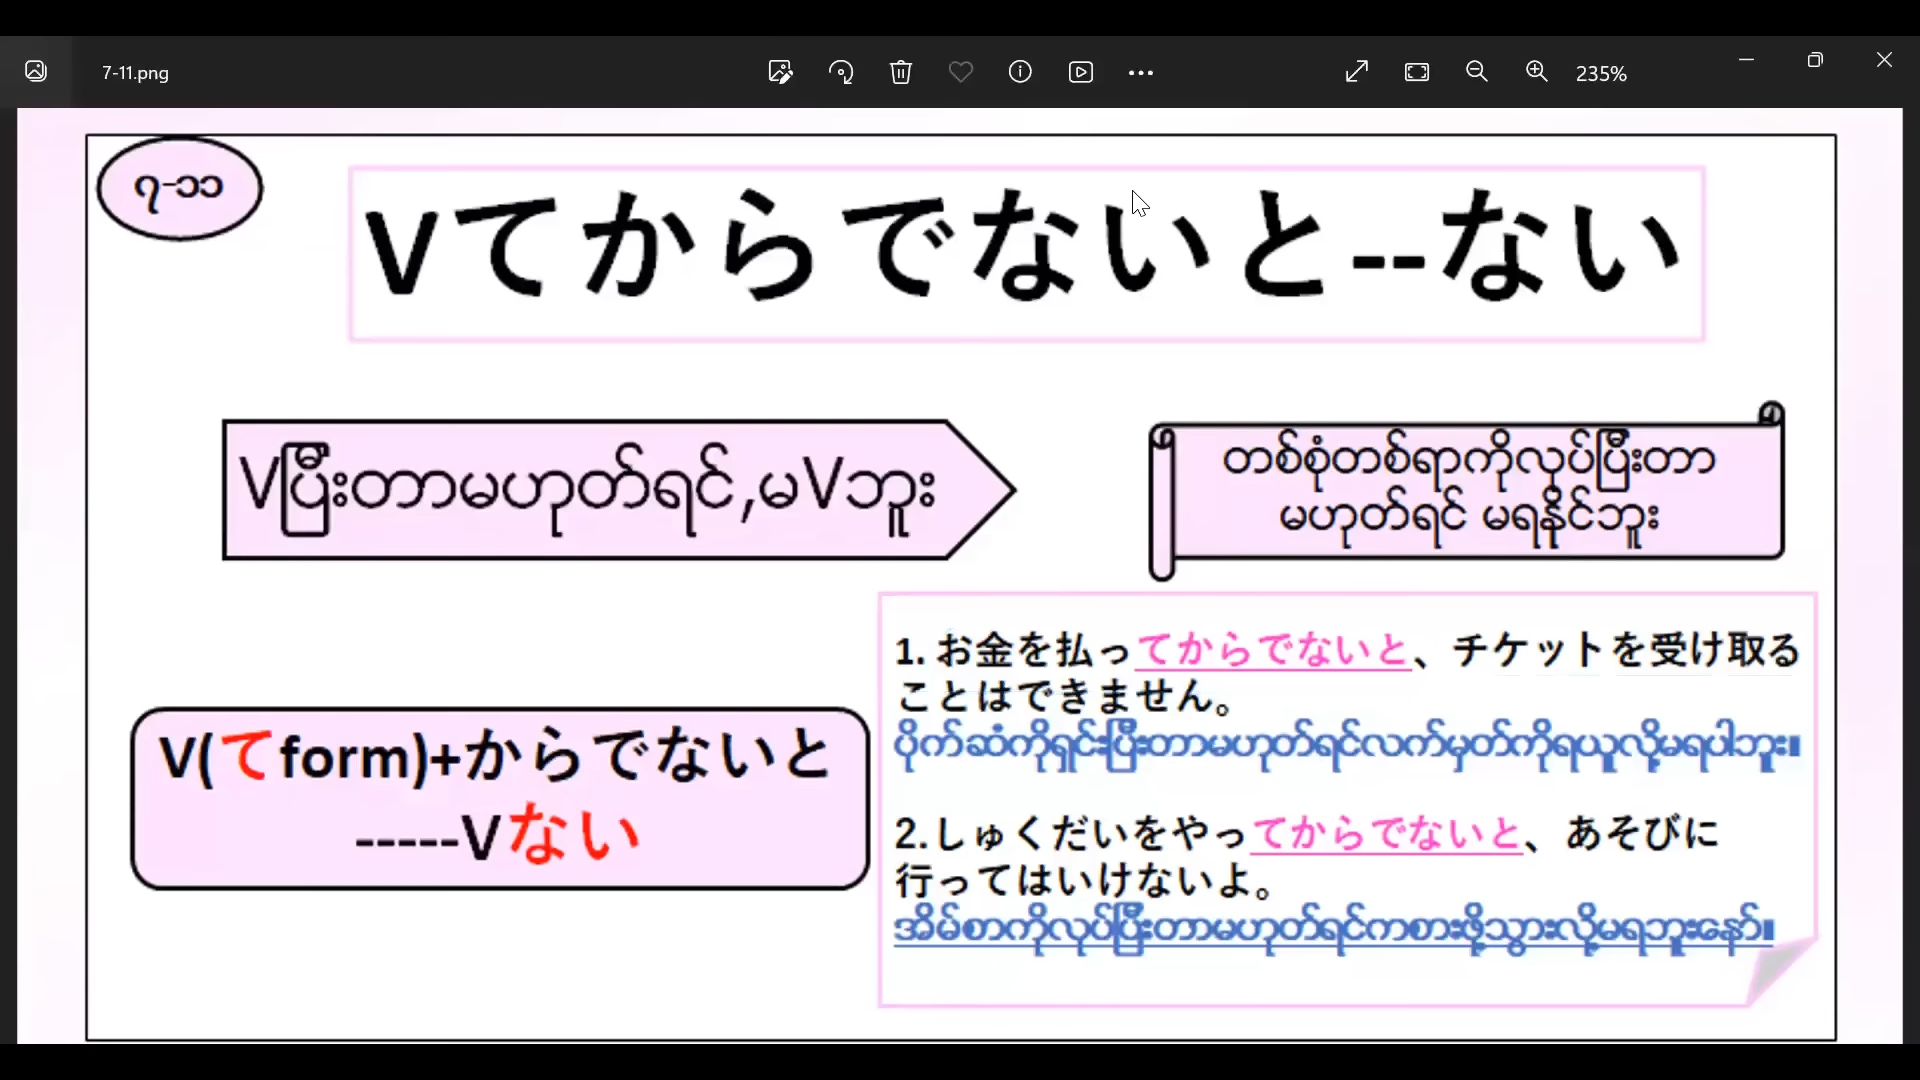 7-11.png
235%
၇-၁၁
Vてからでないと--ない
Vပြီးတာမဟုတ်ရင်,မVဘူး
တစ်စုံတစ်ရာကိုလုပ်ပြီးတာ
မဟုတ်ရင် မရနိုင်ဘူး
V(てform)+からでないと
-----Vない
1. お金を払ってからでないと、チケットを受け取る
ことはできません。
ပိုက်ဆံကိုရှင်းပြီးတာမဟုတ်ရင်လက်မှတ်ကိုရယူလို့မရပါဘူး။
2.しゅくだいをやってからでないと、あそびに
行ってはいけないよ。
အိမ်စာကိုလုပ်ပြီးတာမဟုတ်ရင်ကစားဖို့သွားလို့မရဘူးနော်။